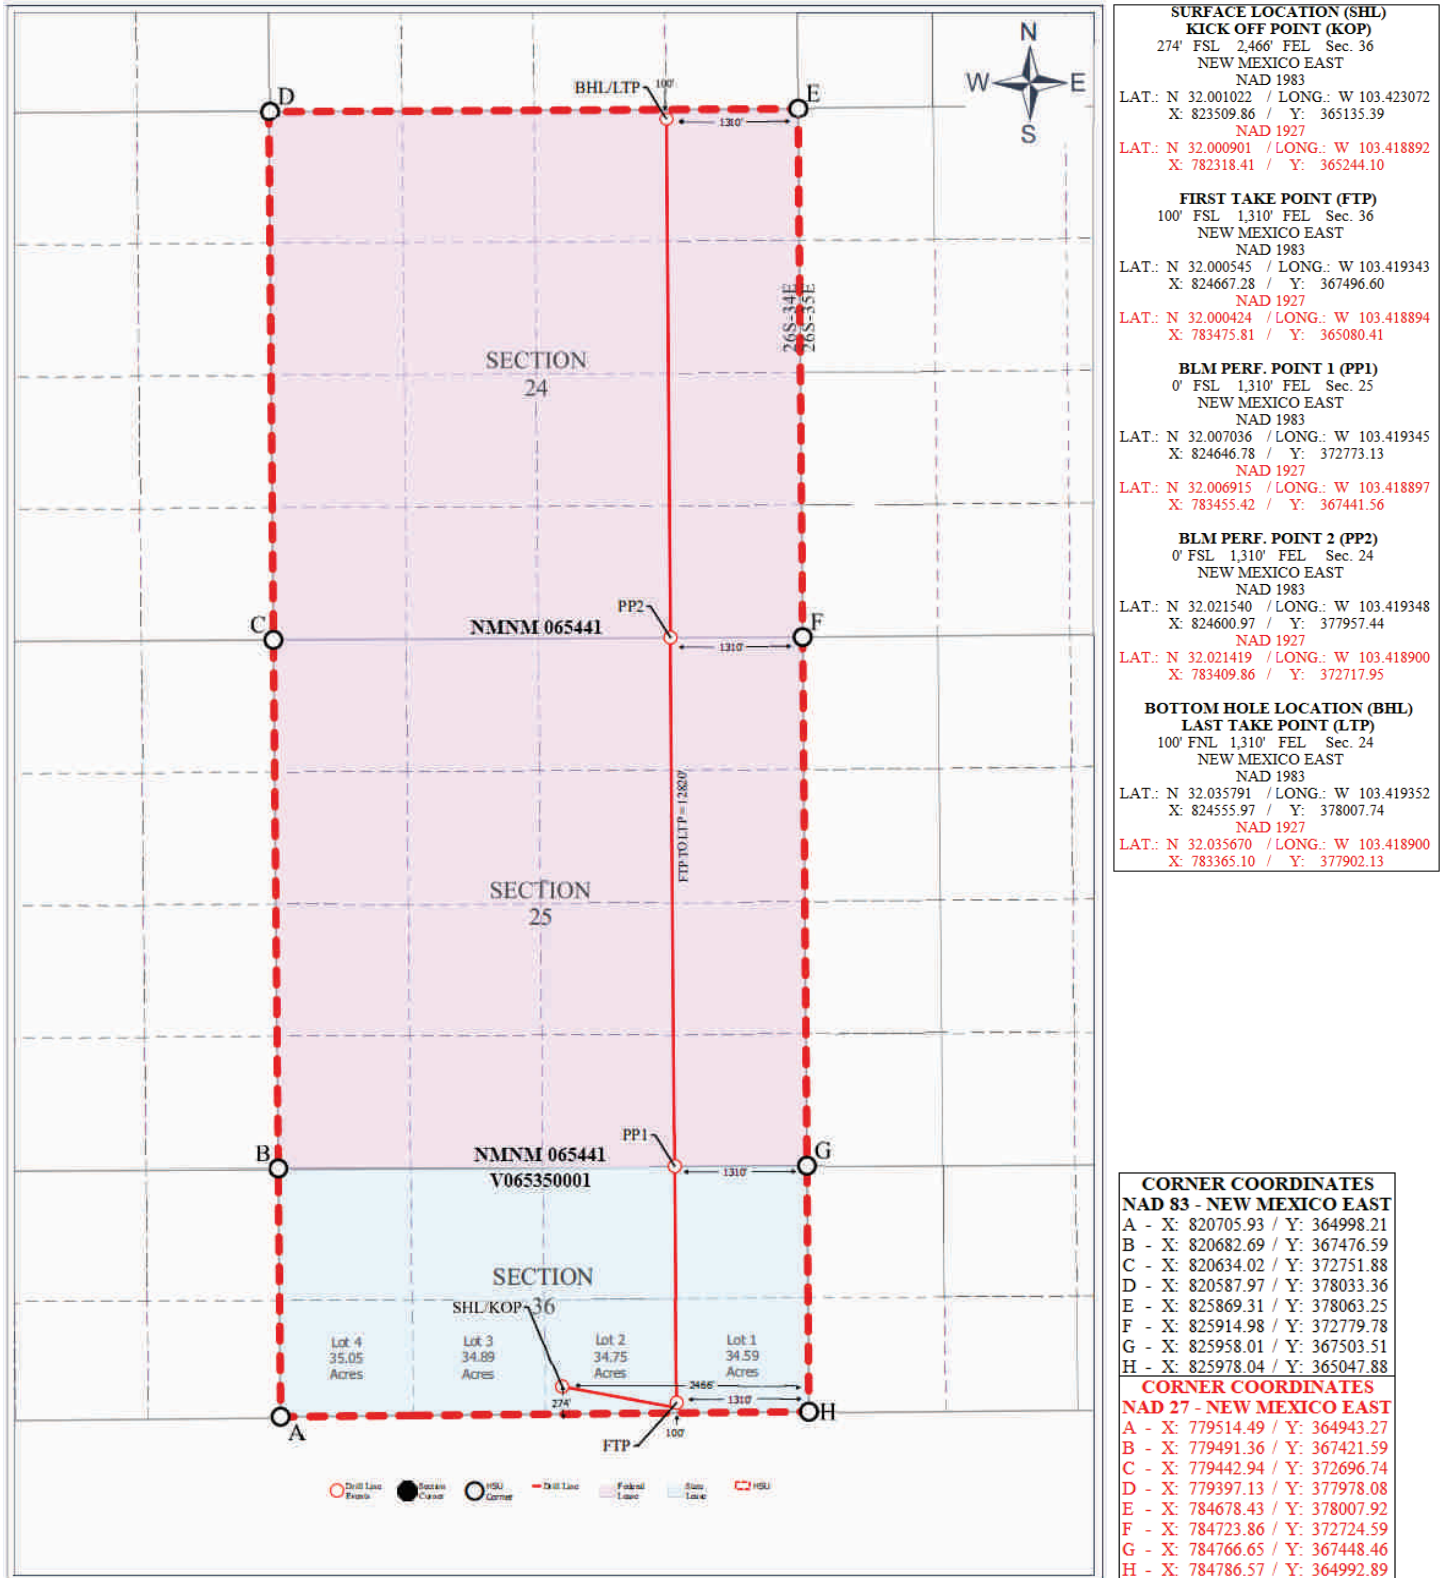 N
W E
S
D
E
BHL/LTP
100'
1310'
26S-34E
26S-35E
SECTION
24
PP2
C
NMNM 065441
F
1310'
FTP TO LTP = 12820'
SECTION
25
PP1
B
NMNM 065441
G
1310'
V065350001
SECTION
36
SHL/KOP
Lot 4
35.05
Acres
Lot 3
34.89
Acres
Lot 2
34.75
Acres
Lot 1
34.59
Acres
2466'
274'
1310'
A
H
FTP
100'
Drill Line
Events
Section
Corner
HSU
Corner
Drill Line
Federal
Lease
State
Lease
HSU
SURFACE LOCATION (SHL)
KICK OFF POINT (KOP)
274' FSL 2,466' FEL Sec. 36
NEW MEXICO EAST
NAD 1983
LAT.: N 32.001022 / LONG.: W 103.423072
X: 823509.86 / Y: 365135.39
NAD 1927
LAT.: N 32.000901 / LONG.: W 103.418892
X: 782318.41 / Y: 365244.10
FIRST TAKE POINT (FTP)
100' FSL 1,310' FEL Sec. 36
NEW MEXICO EAST
NAD 1983
LAT.: N 32.000545 / LONG.: W 103.419343
X: 824667.28 / Y: 367496.60
NAD 1927
LAT.: N 32.000424 / LONG.: W 103.418894
X: 783475.81 / Y: 365080.41
BLM PERF. POINT 1 (PP1)
0' FSL 1,310' FEL Sec. 25
NEW MEXICO EAST
NAD 1983
LAT.: N 32.007036 / LONG.: W 103.419345
X: 824646.78 / Y: 372773.13
NAD 1927
LAT.: N 32.006915 / LONG.: W 103.418897
X: 783455.42 / Y: 367441.56
BLM PERF. POINT 2 (PP2)
0' FSL 1,310' FEL Sec. 24
NEW MEXICO EAST
NAD 1983
LAT.: N 32.021540 / LONG.: W 103.419348
X: 824600.97 / Y: 377957.44
NAD 1927
LAT.: N 32.021419 / LONG.: W 103.418900
X: 783409.86 / Y: 372717.95
BOTTOM HOLE LOCATION (BHL)
LAST TAKE POINT (LTP)
100' FNL 1,310' FEL Sec. 24
NEW MEXICO EAST
NAD 1983
LAT.: N 32.035791 / LONG.: W 103.419352
X: 824555.97 / Y: 378007.74
NAD 1927
LAT.: N 32.035670 / LONG.: W 103.418900
X: 783365.10 / Y: 377902.13
CORNER COORDINATES
NAD 83 - NEW MEXICO EAST
A - X: 820705.93 / Y: 364998.21
B - X: 820682.69 / Y: 367476.59
C - X: 820634.02 / Y: 372751.88
D - X: 820587.97 / Y: 378033.36
E - X: 825869.31 / Y: 378063.25
F - X: 825914.98 / Y: 372779.78
G - X: 825958.01 / Y: 367503.51
H - X: 825978.04 / Y: 365047.88
CORNER COORDINATES
NAD 27 - NEW MEXICO EAST
A - X: 779514.49 / Y: 364943.27
B - X: 779491.36 / Y: 367421.59
C - X: 779442.94 / Y: 372696.74
D - X: 779397.13 / Y: 377978.08
E - X: 784678.43 / Y: 378007.92
F - X: 784723.86 / Y: 372724.59
G - X: 784766.65 / Y: 367448.46
H - X: 784786.57 / Y: 364992.89